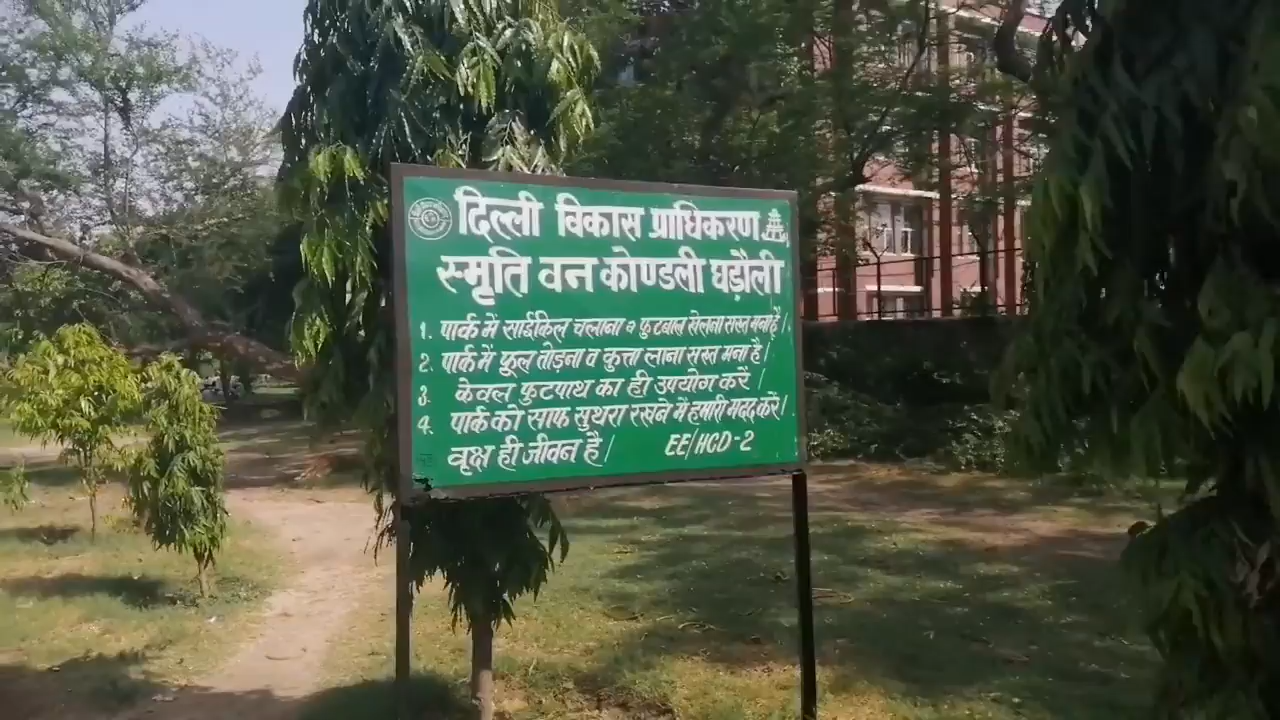 दिल्ली विकास प्राधिकरण
स्मृति वन कोण्डली घड़ौली
1. पार्क में साईकिल चलाना व फुटबाल खेलना सख्त मना है।
2. पार्क में फूल तोड़ना व कुत्ता लाना सख्त मना है।
3. केवल फुटपाथ का ही उपयोग करें।
4. पार्क को साफ सुथरा रखने में हमारी मदद करें।
वृक्ष ही जीवन है। EE/HCD-2